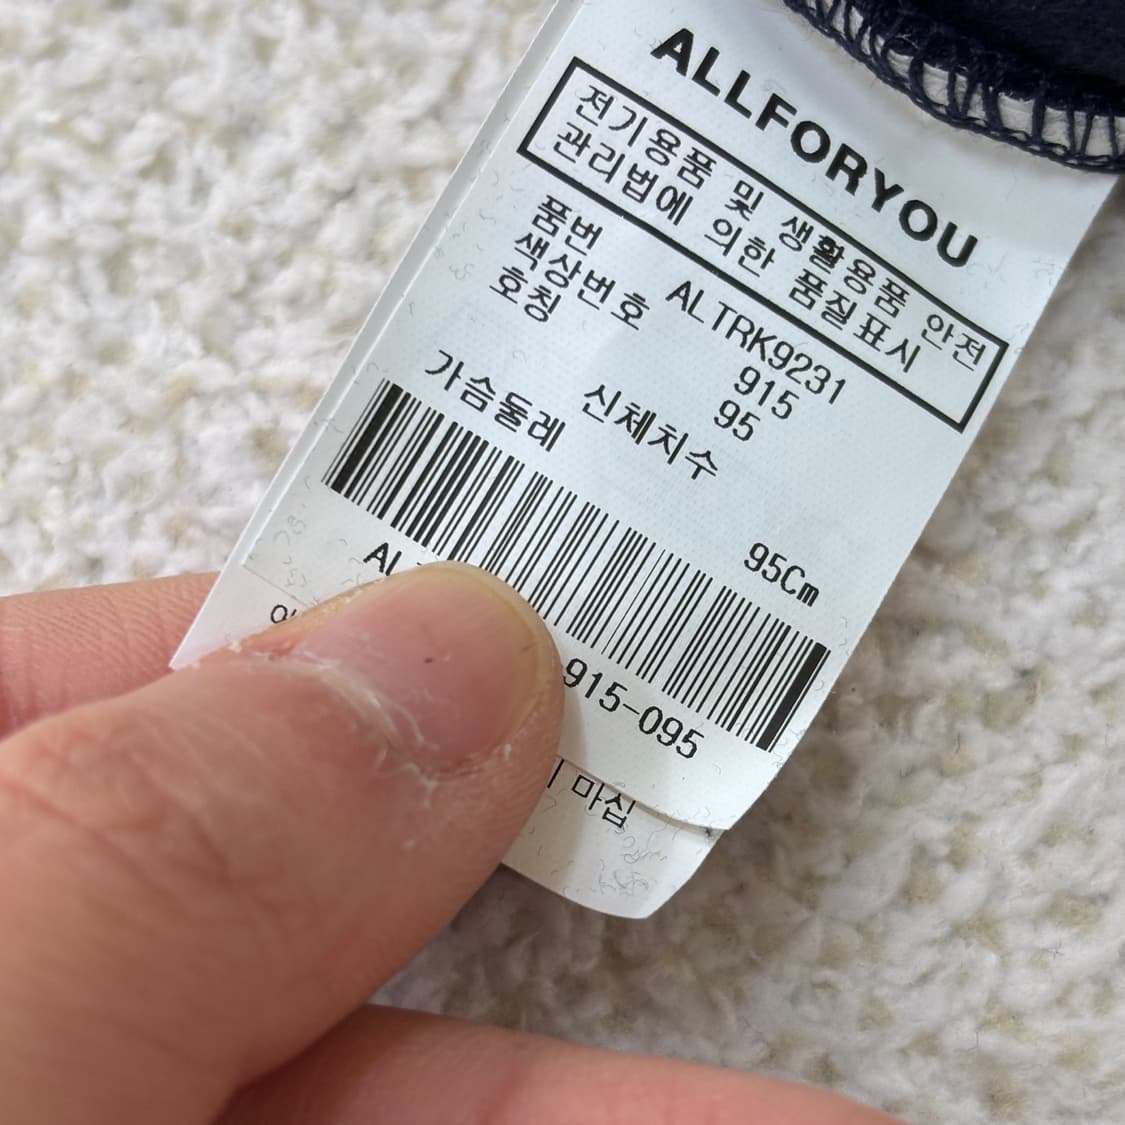 ALLFORYOU
전기용품 및 생활용품 안전
관리법에 의한 품질표시
품번 ALTRK9231
색상번호 915
호칭 95
신체치수
가슴둘레 95Cm
915-095
마십